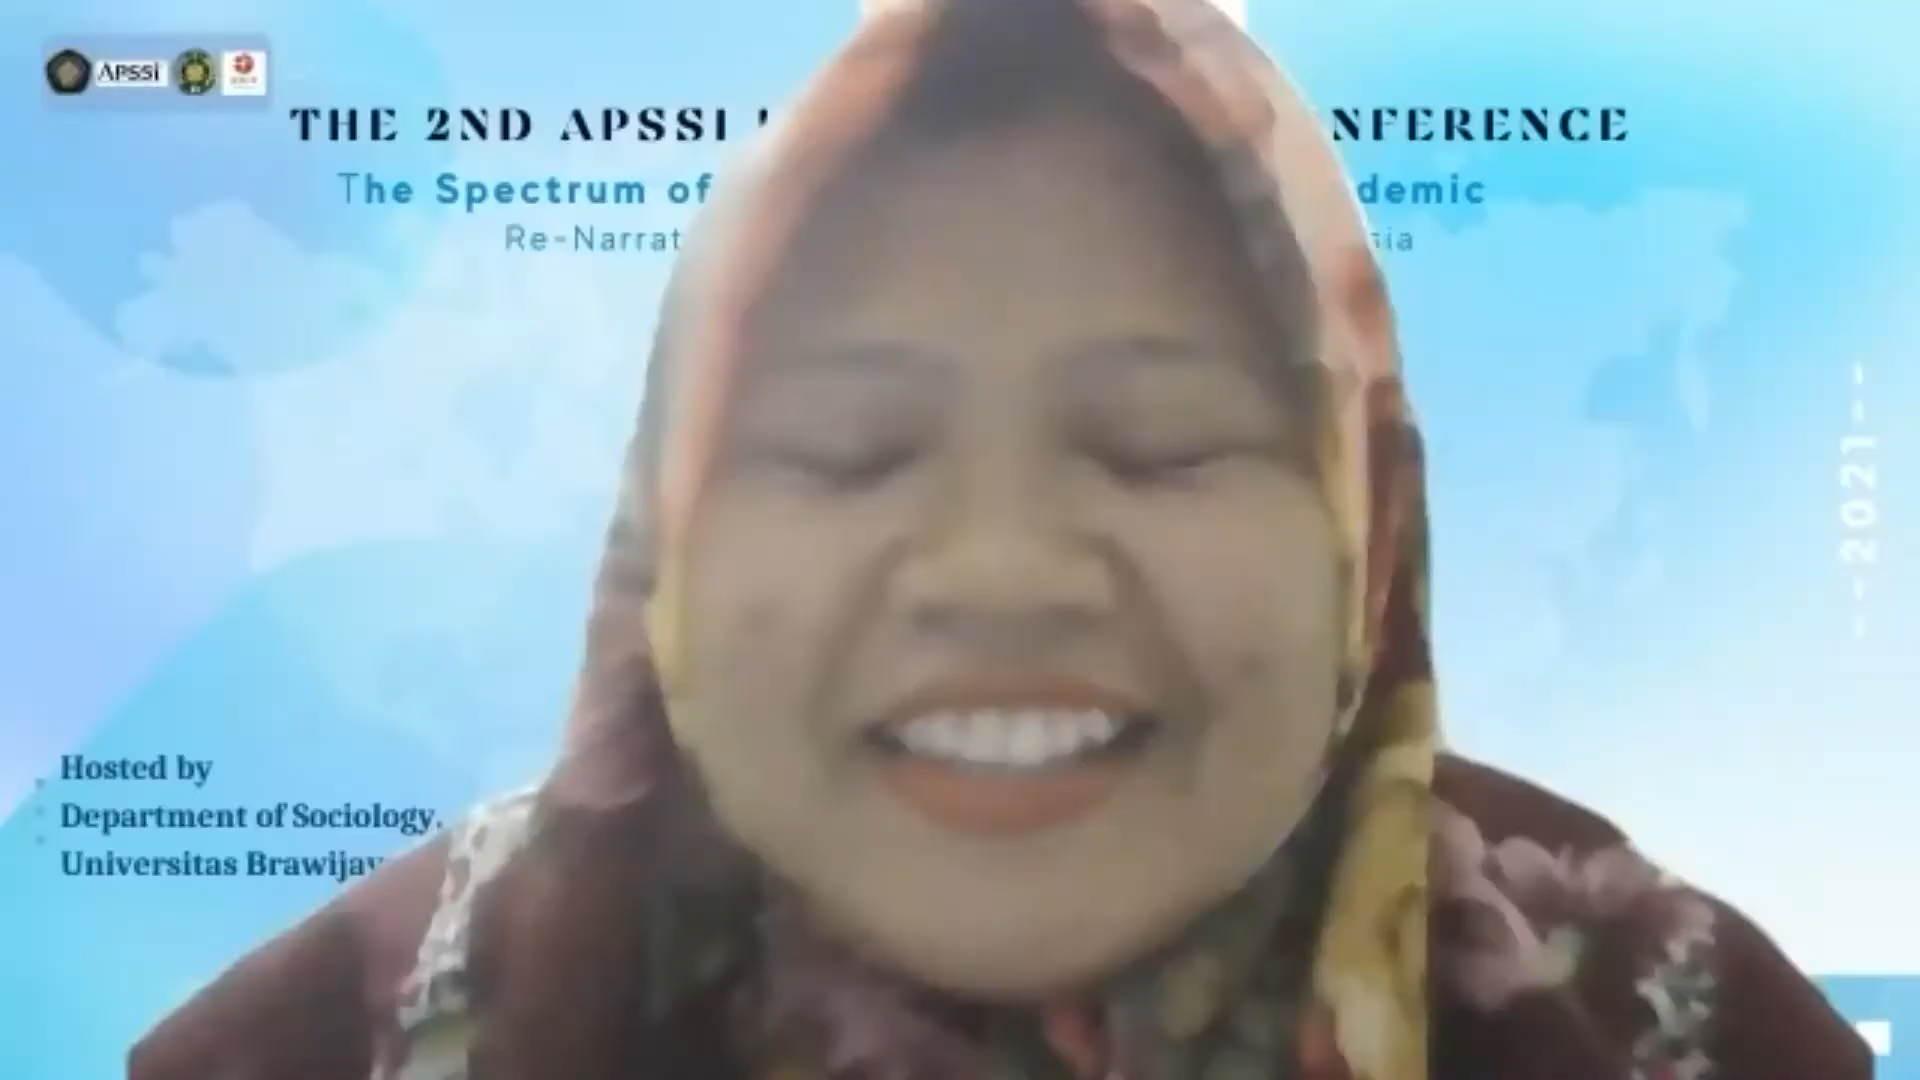 APSSI
THE 2ND APSSI
NFERENCE
The Spectrum of
demic
Re-Narrat
sia
--2021--
Hosted by
Department of Sociology.
Universitas Brawijay